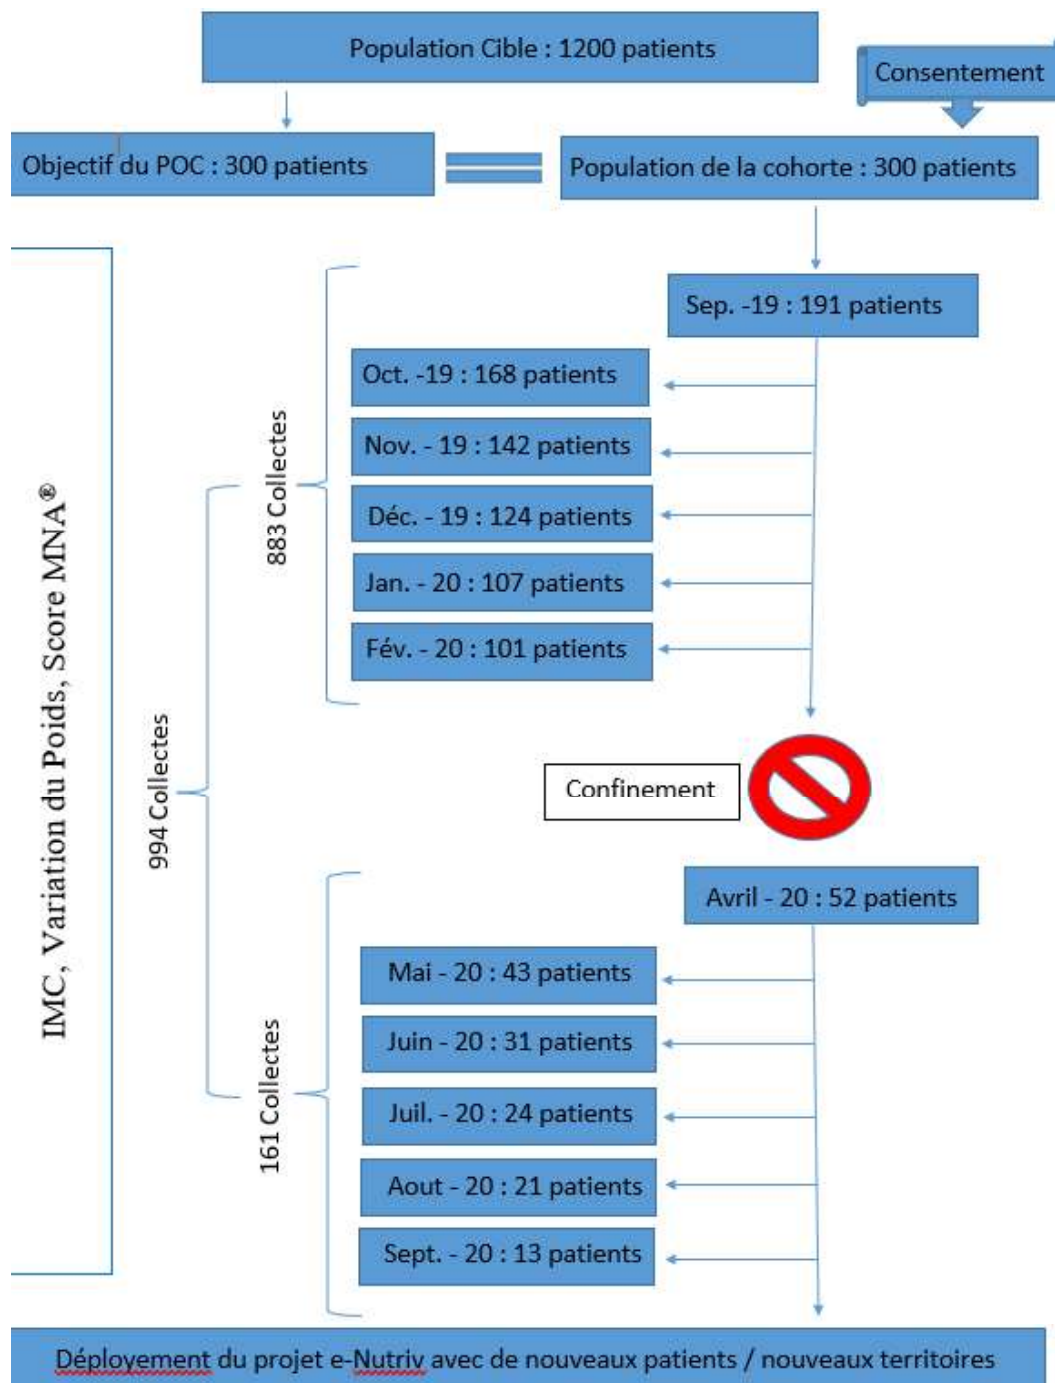 Population Cible : 1200 patients
Consentement
Objectif du POC : 300 patients
Population de la cohorte : 300 patients
Sep. -19 : 191 patients
Oct. -19 : 168 patients
Nov. - 19 : 142 patients
Déc. - 19 : 124 patients
Jan. - 20 : 107 patients
Fév. - 20 : 101 patients
883 Collectes
IMC, Variation du Poids, Score MNA®
994 Collectes
Confinement
Avril - 20 : 52 patients
Mai - 20 : 43 patients
Juin - 20 : 31 patients
Juil. - 20 : 24 patients
Aout - 20 : 21 patients
Sept. - 20 : 13 patients
161 Collectes
Déployement du projet e-Nutriv avec de nouveaux patients / nouveaux territoires